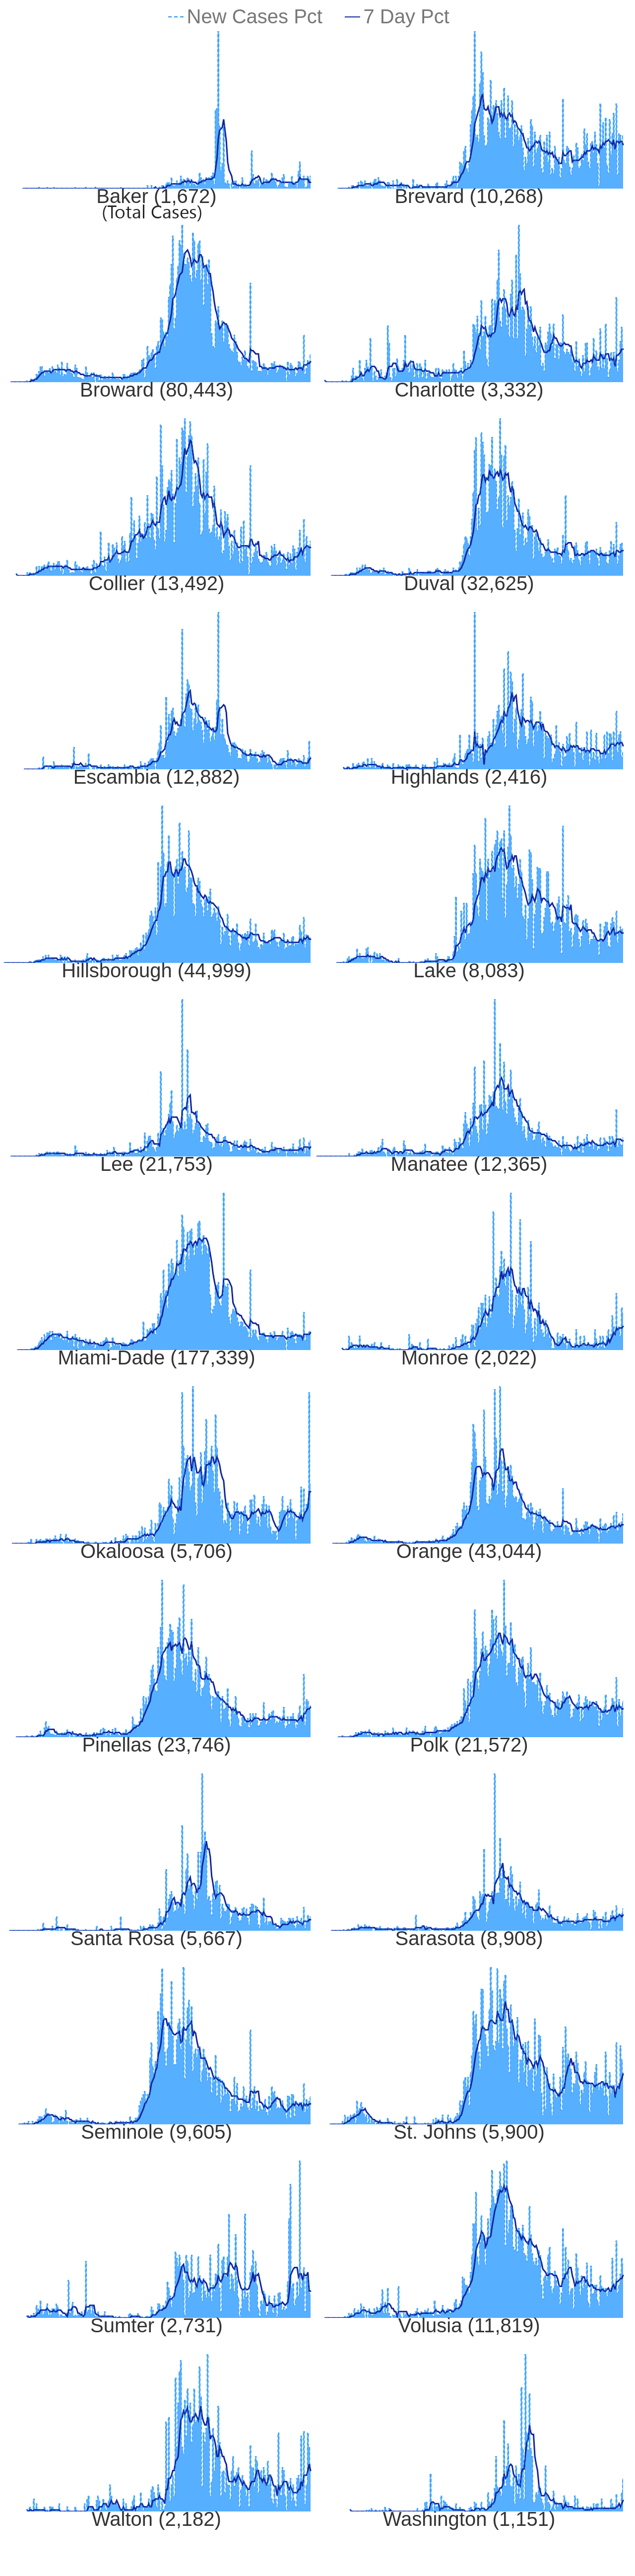 New Cases Pct 7 Day Pct
Baker (1,672) Brevard (10,268)
(Total Cases)
Broward (80,443) Charlotte (3,332)
Collier (13,492) Duval (32,625)
Escambia (12,882) Highlands (2,416)
Hillsborough (44,999) Lake (8,083)
Lee (21,753) Manatee (12,365)
Miami-Dade (177,339) Monroe (2,022)
Okaloosa (5,706) Orange (43,044)
Pinellas (23,746) Polk (21,572)
Santa Rosa (5,667) Sarasota (8,908)
Seminole (9,605) St. Johns (5,900)
Sumter (2,731) Volusia (11,819)
Walton (2,182) Washington (1,151)